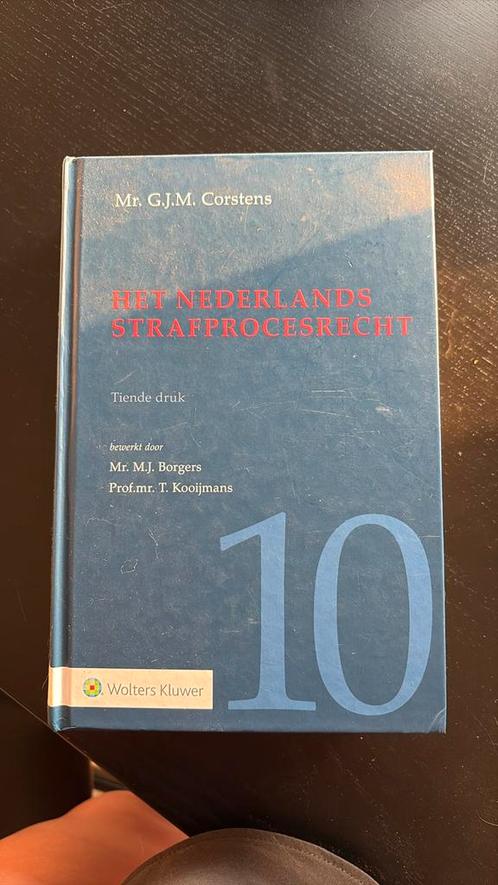 Mr. G.J.M. Corstens
HET NEDERLANDS
STRAFPROCESRECHT
Tiende druk
bewerkt door
Mr. M.J. Borgers
Prof.mr. T. Kooijmans
10
Wolters Kluwer